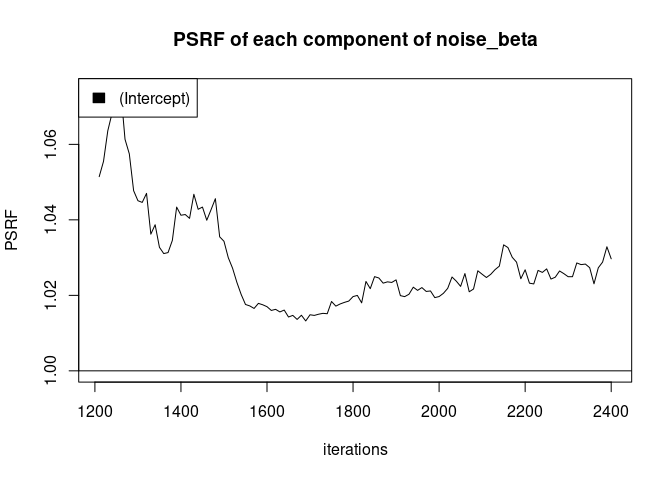 PSRF of each component of noise_beta
(Intercept)
PSRF
1.06
1.04
1.02
1.00
1200 1400 1600 1800 2000 2200 2400
iterations